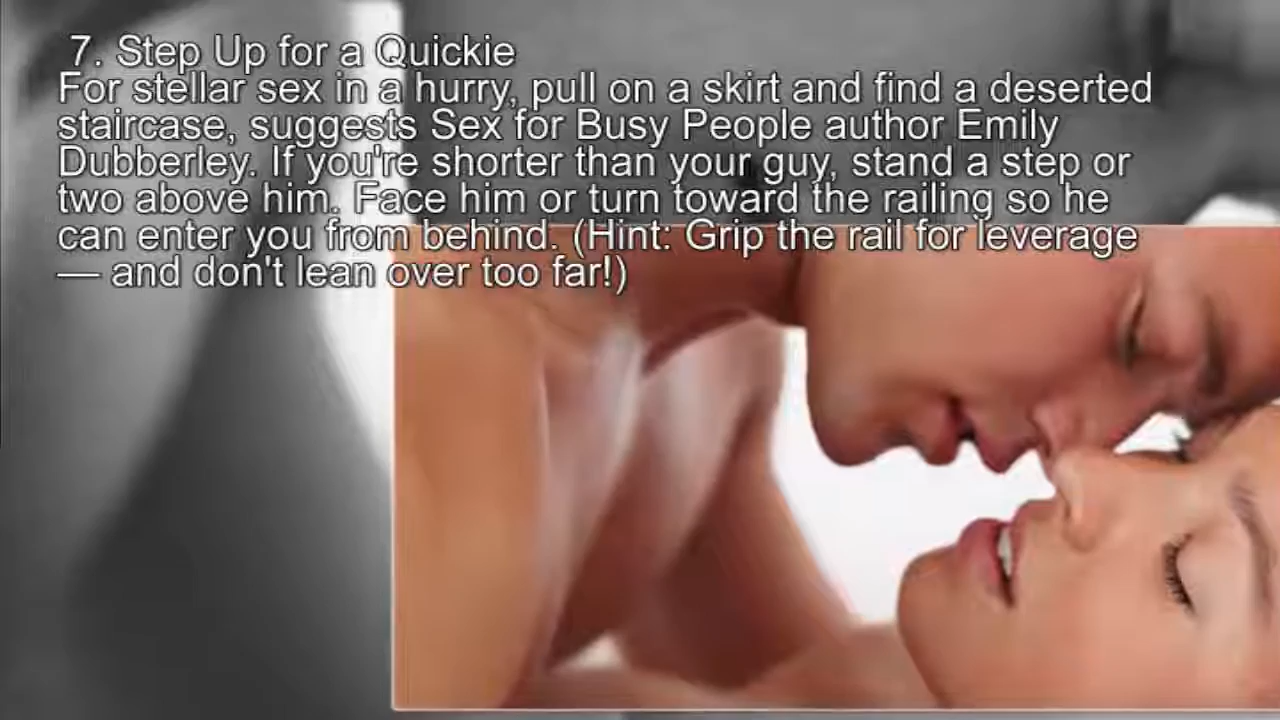 7. Step Up for a Quickie
For stellar sex in a hurry, pull on a skirt and find a deserted
staircase, suggests Sex for Busy People author Emily
Dubberley. If you're shorter than your guy, stand a step or
two above him. Face him or turn toward the railing so he
can enter you from behind. (Hint: Grip the rail for leverage
— and don't lean over too far!)